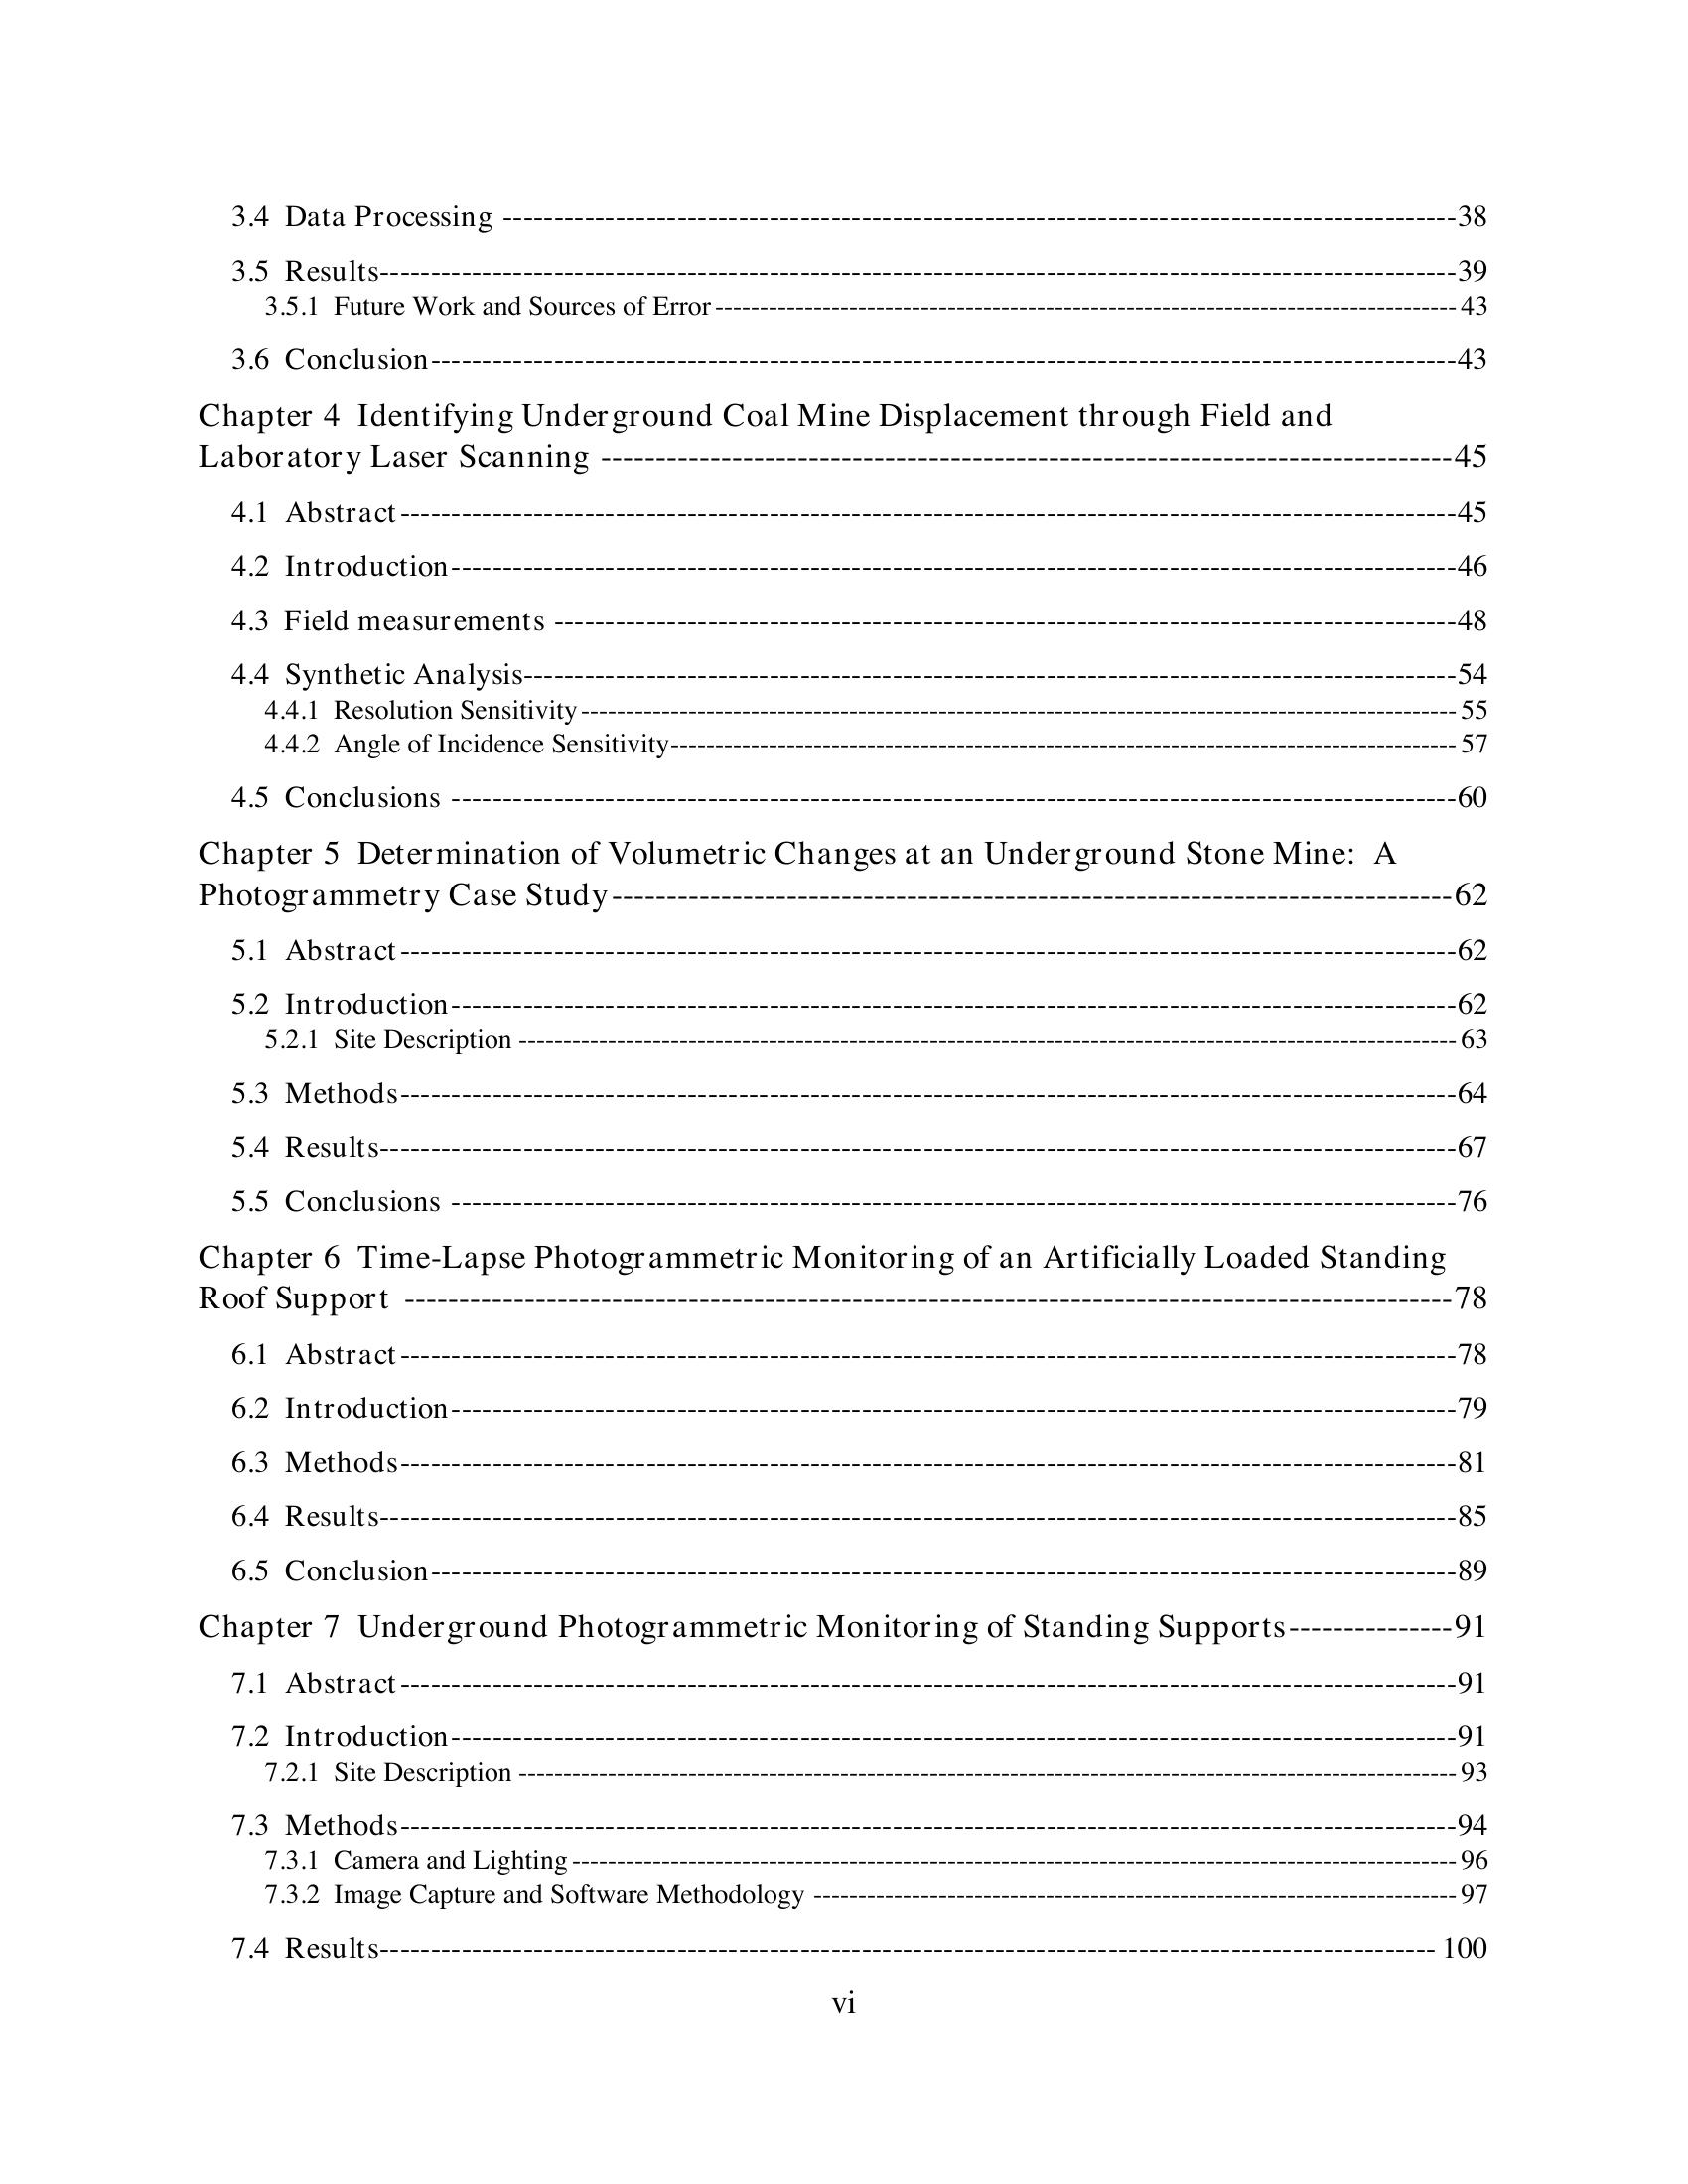 3.4 Data Processing ----------38
3.5 Results----------39
3.5.1 Future Work and Sources of Error---------- 43
3.6 Conclusion----------43
Chapter 4 Identifying Underground Coal Mine Displacement through Field and
Laboratory Laser Scanning ----------45
4.1 Abstract----------45
4.2 Introduction----------46
4.3 Field measurements ----------48
4.4 Synthetic Analysis----------54
4.4.1 Resolution Sensitivity---------- 55
4.4.2 Angle of Incidence Sensitivity---------- 57
4.5 Conclusions ----------60
Chapter 5 Determination of Volumetric Changes at an Underground Stone Mine: A
Photogrammetry Case Study----------62
5.1 Abstract----------62
5.2 Introduction----------62
5.2.1 Site Description ---------- 63
5.3 Methods----------64
5.4 Results----------67
5.5 Conclusions ----------76
Chapter 6 Time-Lapse Photogrammetric Monitoring of an Artificially Loaded Standing
Roof Support ----------78
6.1 Abstract----------78
6.2 Introduction----------79
6.3 Methods----------81
6.4 Results----------85
6.5 Conclusion----------89
Chapter 7 Underground Photogrammetric Monitoring of Standing Supports----------91
7.1 Abstract----------91
7.2 Introduction----------91
7.2.1 Site Description ---------- 93
7.3 Methods----------94
7.3.1 Camera and Lighting---------- 96
7.3.2 Image Capture and Software Methodology ---------- 97
7.4 Results---------- 100
vi